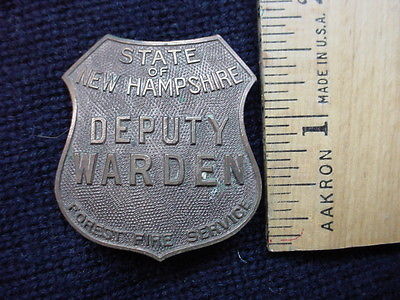 STATE
OF
NEW HAMPSHIRE
DEPUTY
WARDEN
FOREST FIRE SERVICE
1
AAKRON
MADE IN U.S.A.